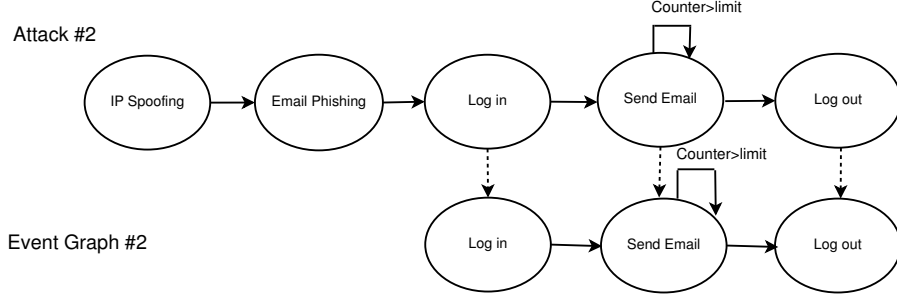 Counter>limit
Attack #2
IP Spoofing
Email Phishing
Log in
Send Email
Log out
Counter>limit
Log in
Send Email
Log out
Event Graph #2